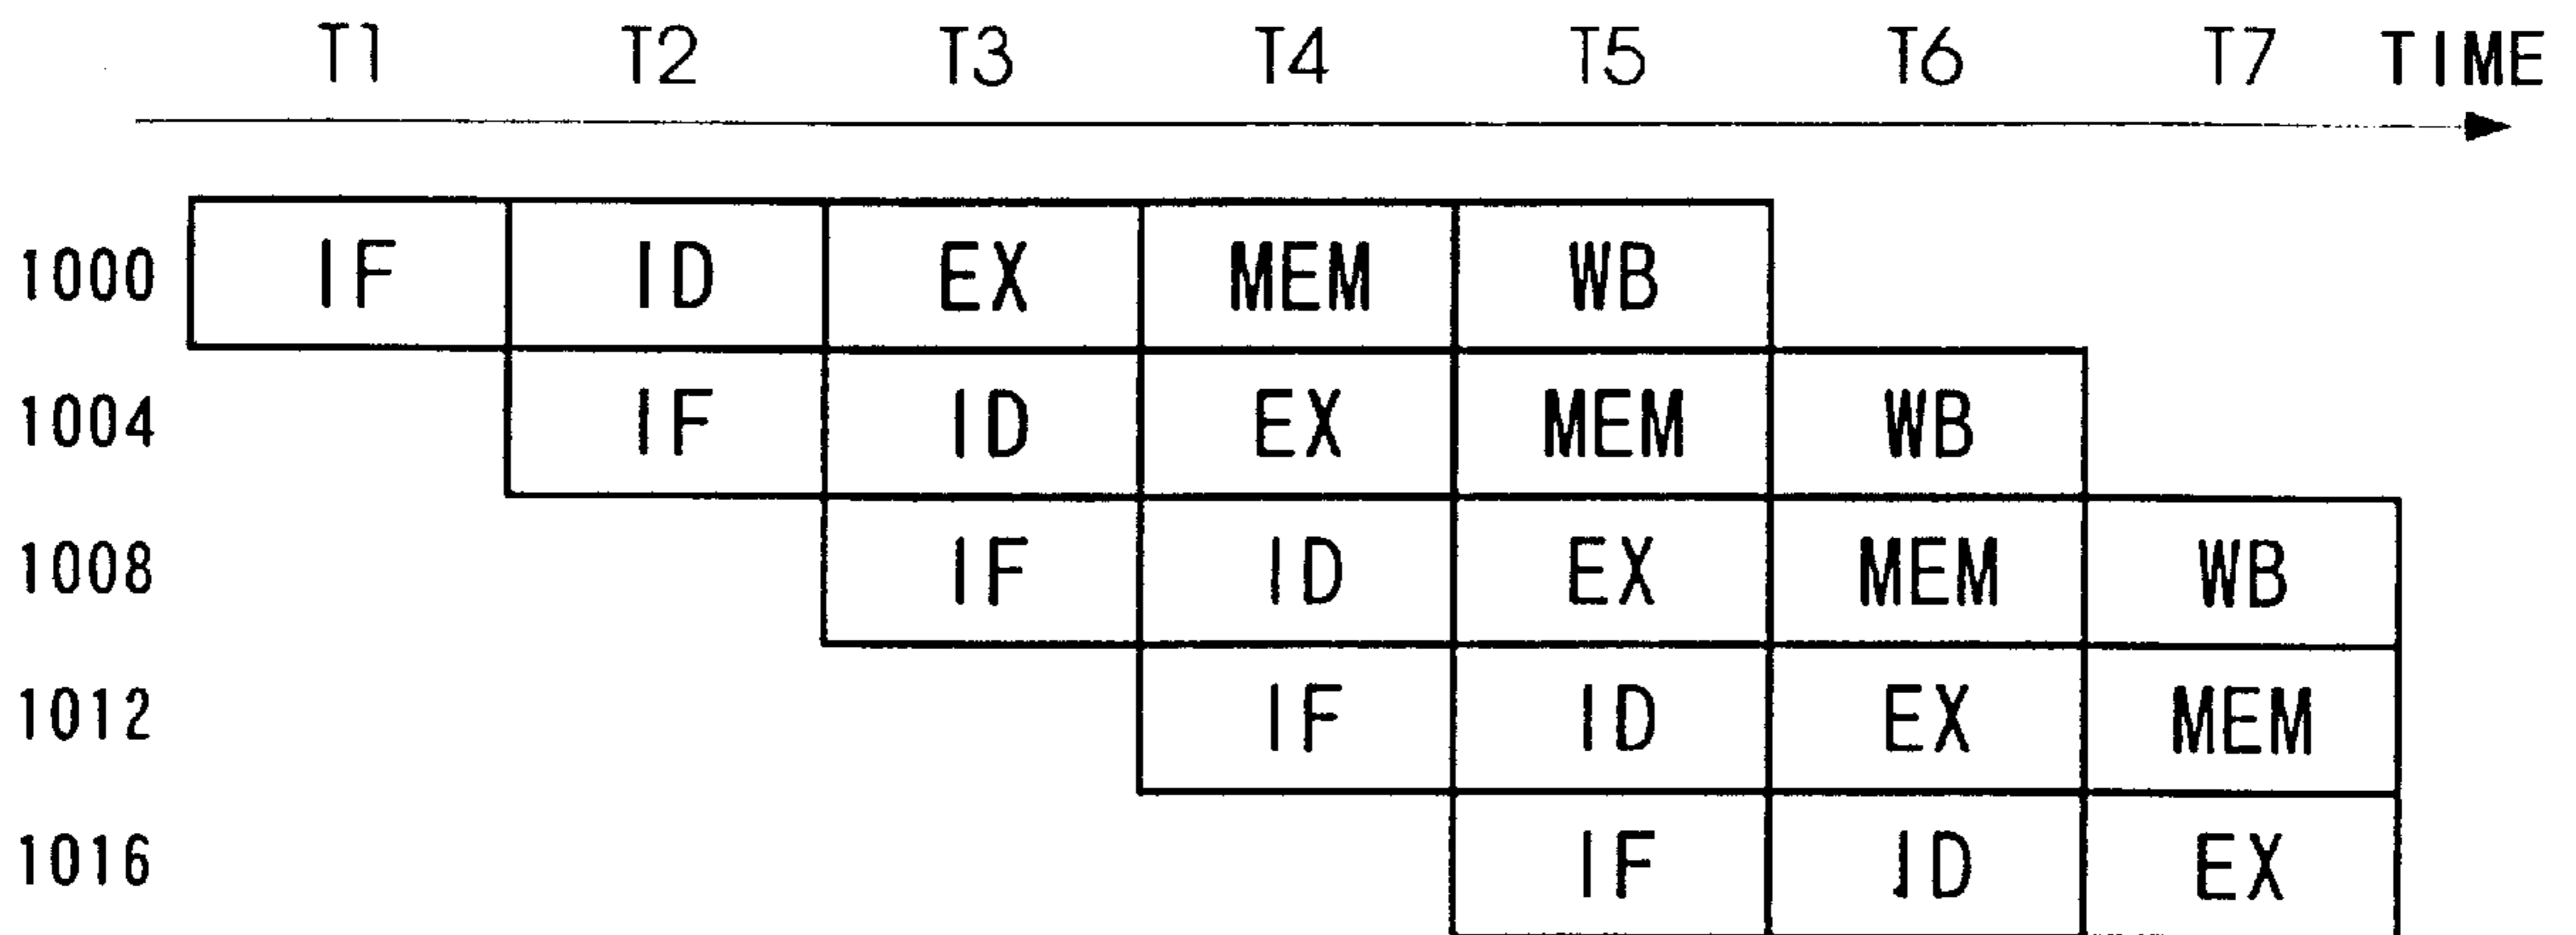 T1 T2 T3 T4 T5 T6 T7 TIME
1000 IF ID EX MEM WB
1004 IF ID EX MEM WB
1008 IF ID EX MEM WB
1012 IF ID EX MEM
1016 IF ID EX